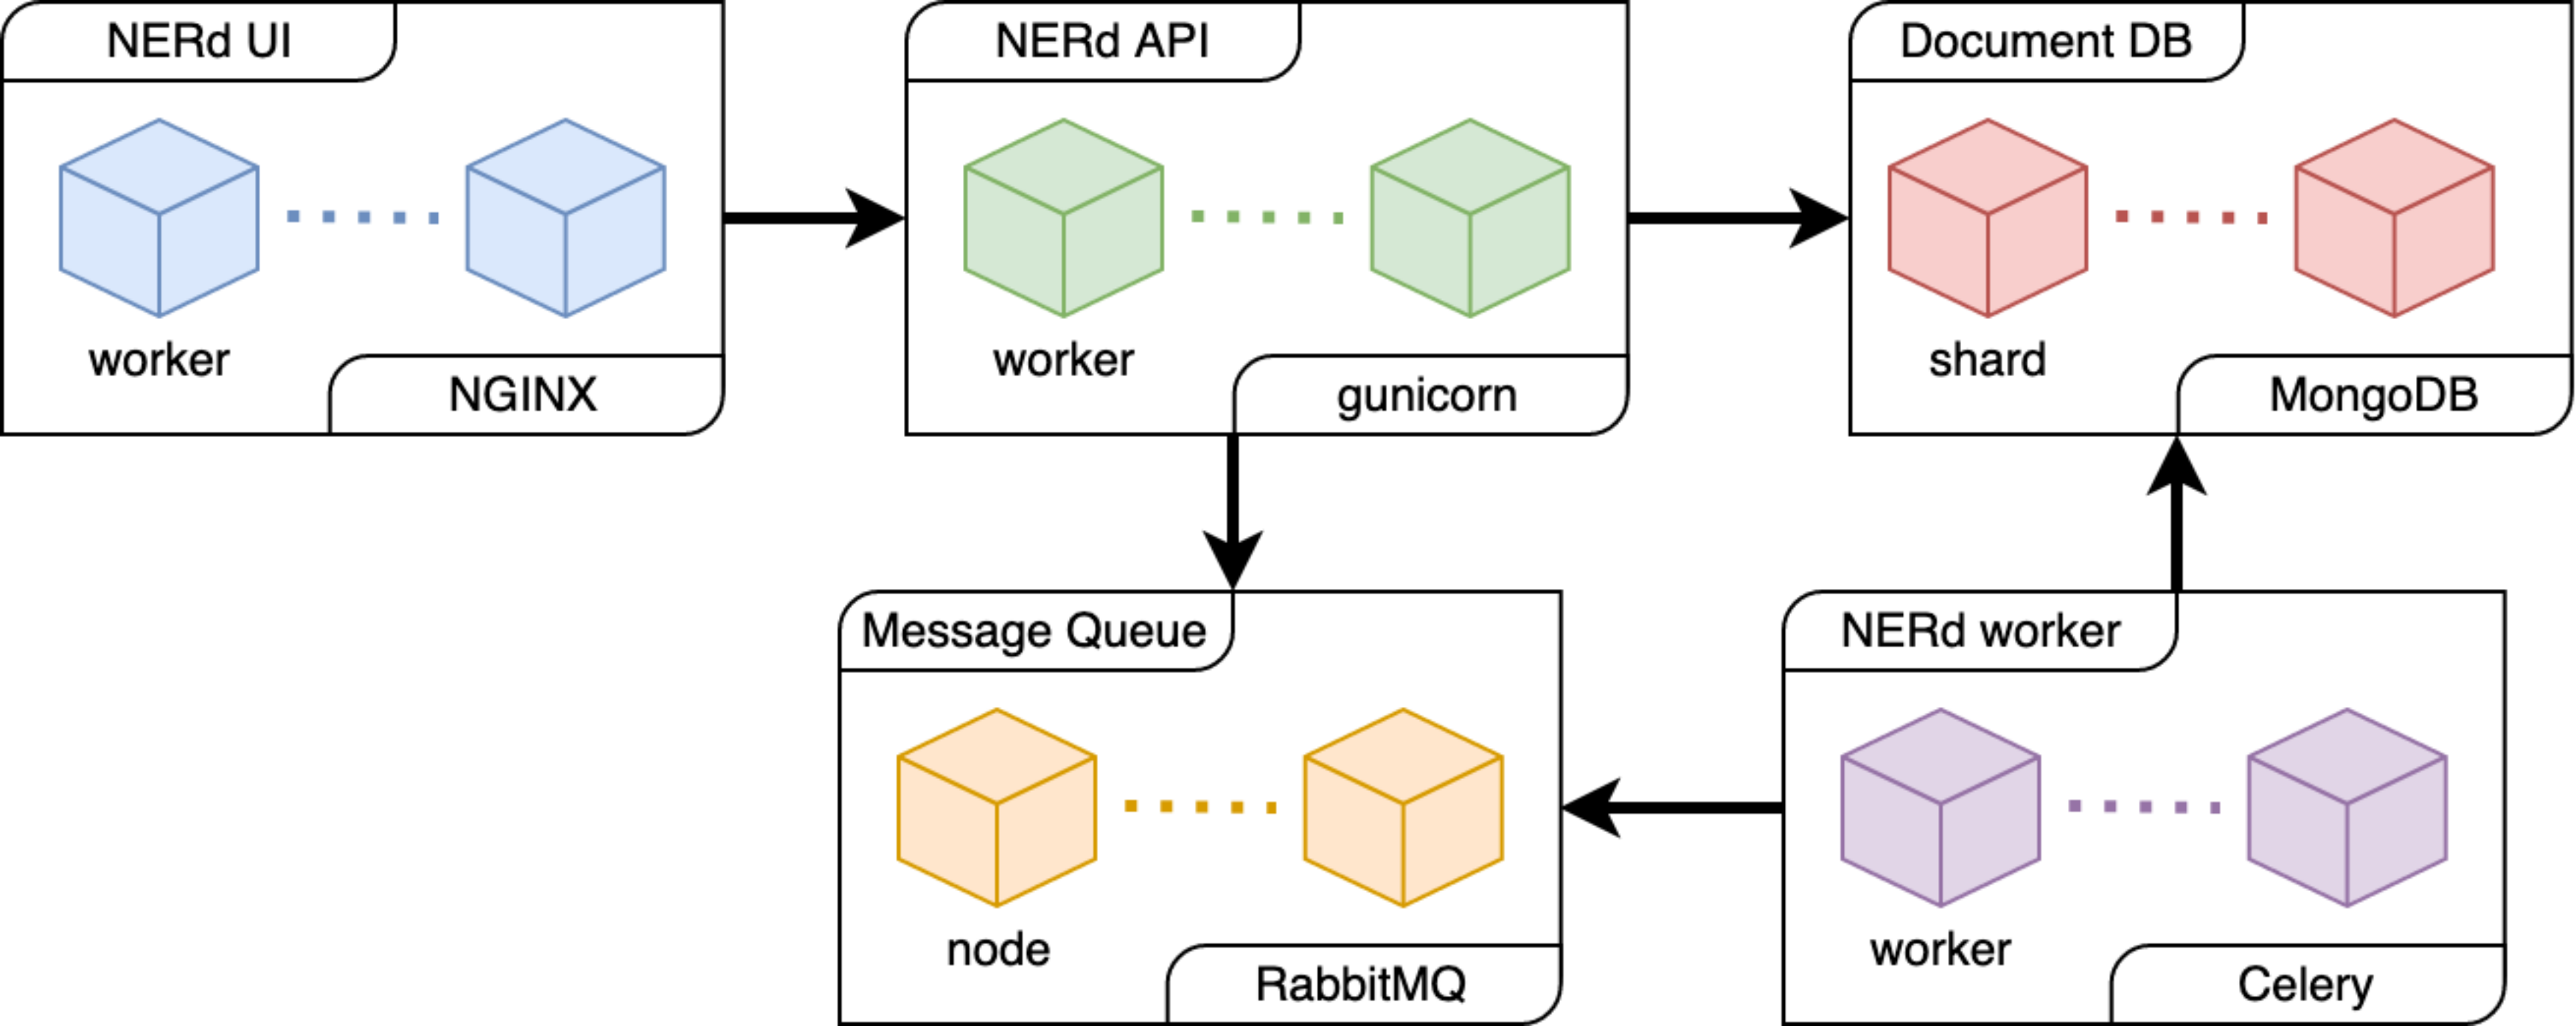 NERd UI
worker
NGINX
NERd API
worker
gunicorn
Document DB
shard
MongoDB
Message Queue
node
RabbitMQ
NERd worker
worker
Celery